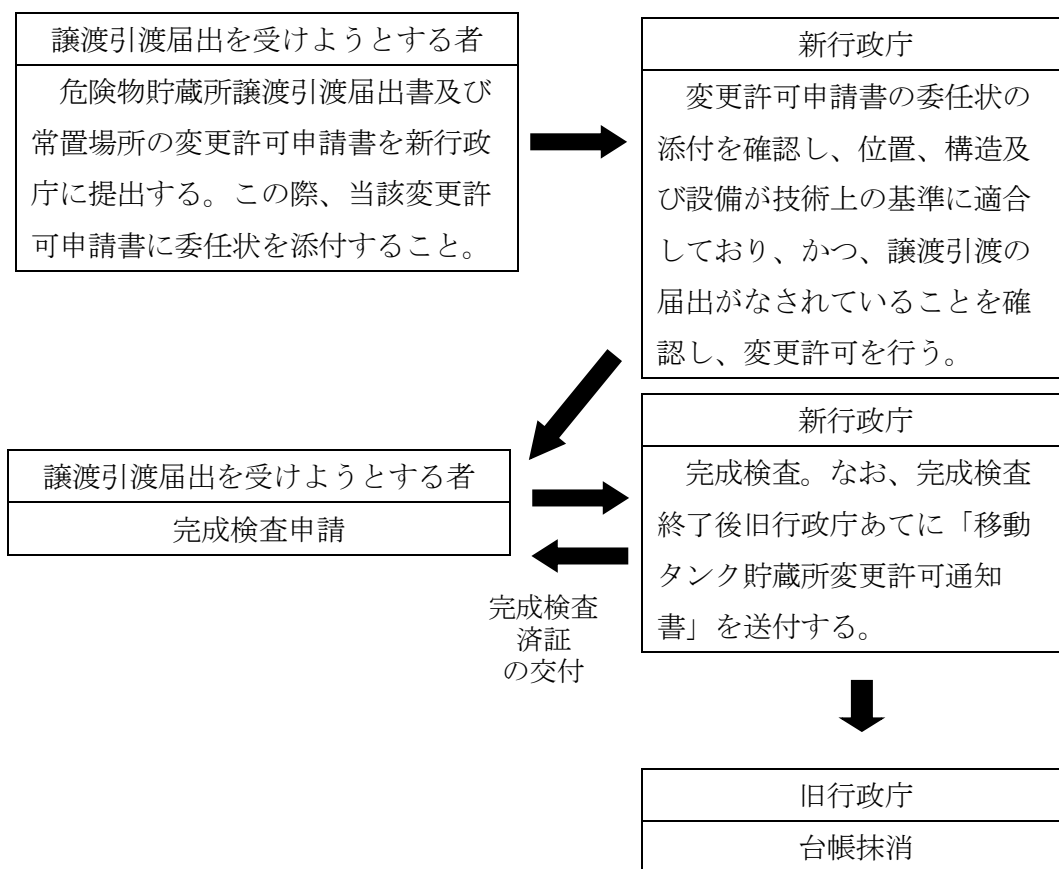 譲渡引渡届出を受けようとする者
危険物貯蔵所譲渡引渡届出書及び
常置場所の変更許可申請書を新行政
庁に提出する。この際、当該変更許
可申請書に委任状を添付すること。
新行政庁
変更許可申請書の委任状の
添付を確認し、位置、構造及
び設備が技術上の基準に適合
しており、かつ、譲渡引渡の
届出がなされていることを確
認し、変更許可を行う。
譲渡引渡届出を受けようとする者
完成検査申請
新行政庁
完成検査。なお、完成検査
終了後旧行政庁あてに「移動
タンク貯蔵所変更許可通知
書」を送付する。
完成検査
済証
の交付
旧行政庁
台帳抹消